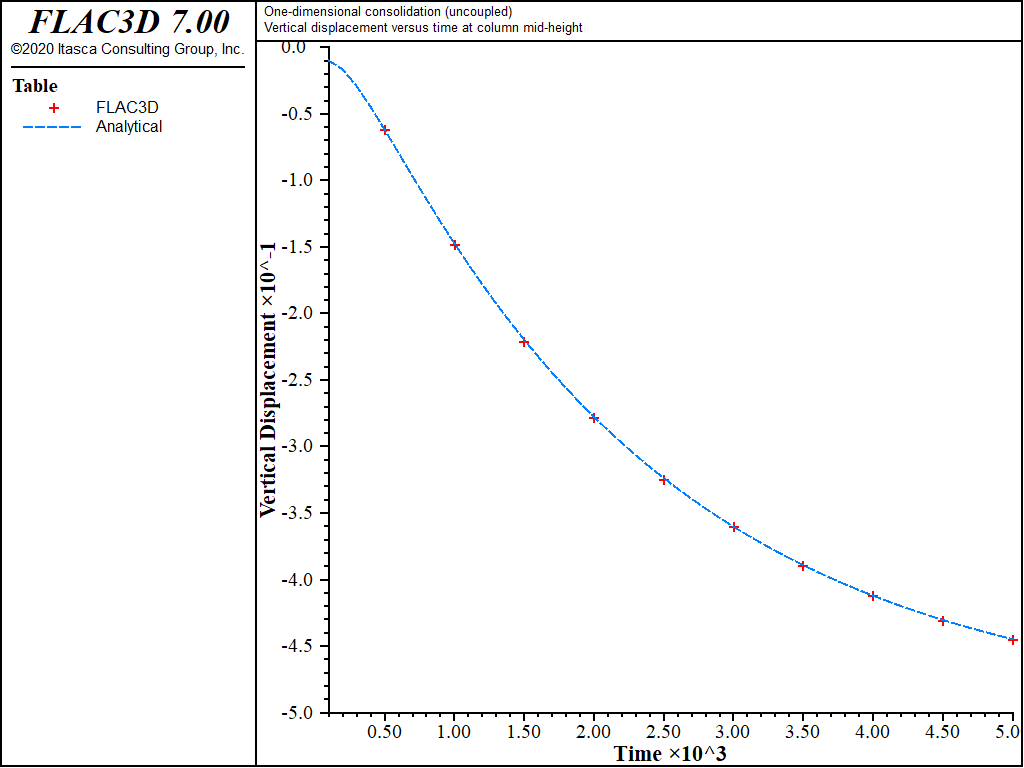 FLAC3D 7.00
©2020 Itasca Consulting Group, Inc.
Table
FLAC3D
Analytical
One-dimensional consolidation (uncoupled)
Vertical displacement versus time at column mid-height
0.0
-0.5
-1.0
-1.5
-2.0
-2.5
-3.0
-3.5
-4.0
-4.5
-5.0
Vertical Displacement ×10^-1
0.50 1.00 1.50 2.00 2.50 3.00 3.50 4.00 4.50 5.0
Time ×10^3